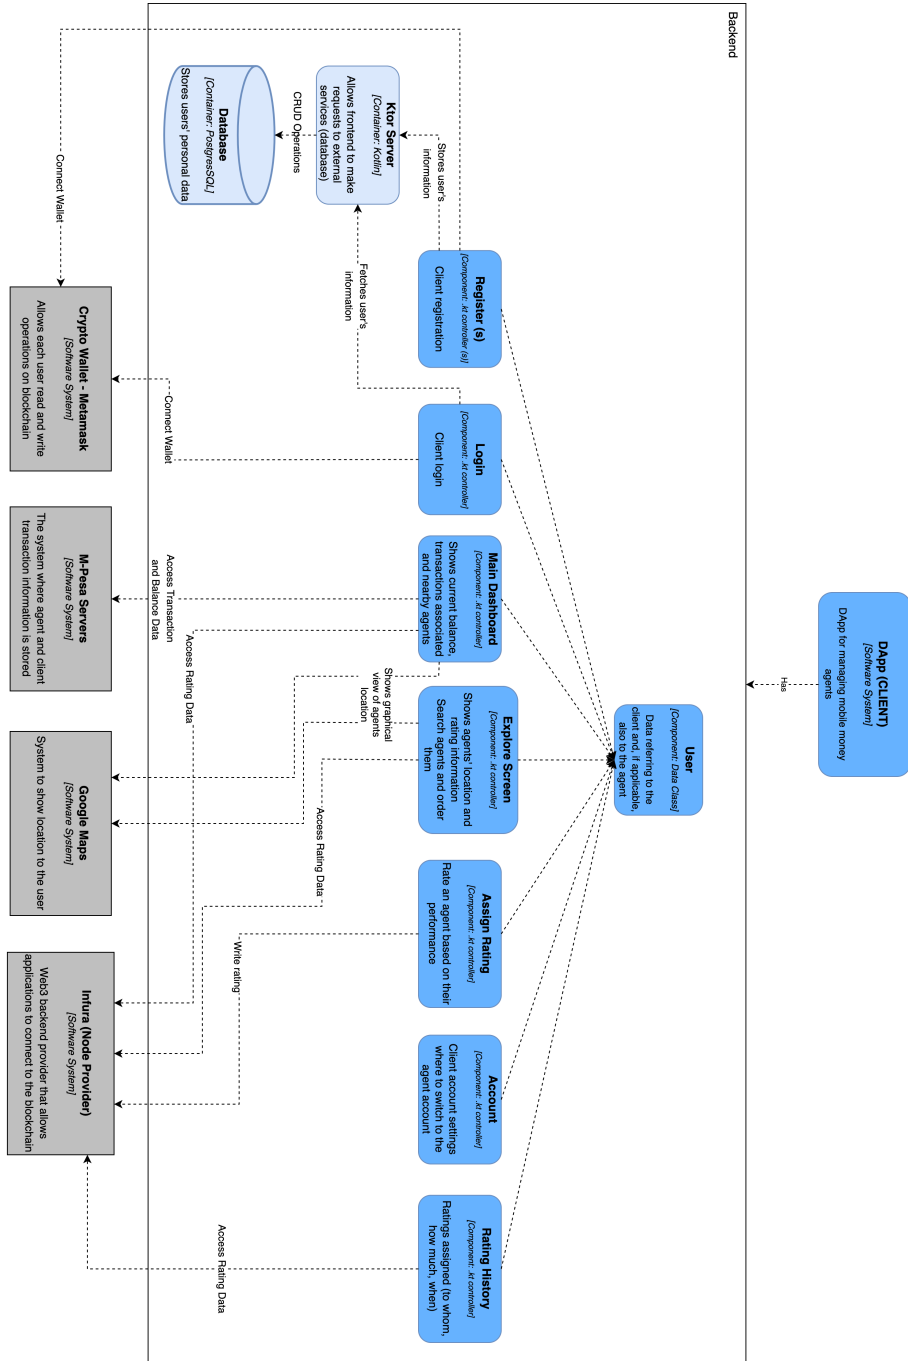 DApp (CLIENT)
[Software System]
DApp for managing mobile money
agents
Has
Backend
User
[Component: Data Class]
Data referring to the
client and, if applicable,
also to the agent
Register (s)
[Component: .kt controller (s)]
Client registration
Login
[Component: .kt controller]
Client login
Main Dashboard
[Component: .kt controller]
Shows current balance,
transactions associated
and nearby agents
Explore Screen
[Component: .kt controller]
Shows agents' location and
rating information
Search agents and order
them
Assign Rating
[Component: .kt controller]
Rate an agent based on their
performance
Account
[Component: .kt controller]
Client account settings
where to switch to the
agent account
Rating History
[Component: .kt controller]
Ratings assigned (to whom,
how much, when)
Stores user's
information
Ktor Server
[Container: Kotlin]
Allows frontend to make
requests to external
services (database)
Fetches user's
information
CRUD Operations
Database
[Container: PostgresSQL]
Stores users' personal data
Shows graphical
view of agents
location
Access Rating Data
Write rating
Access Rating Data
Access Rating Data
Connect Wallet
Connect Wallet
Access Transaction
and Balance Data
Crypto Wallet - Metamask
[Software System]
Allows each user read and write
operations on blockchain
M-Pesa Servers
[Software System]
The system where agent and client
transaction information is stored
Google Maps
[Software System]
System to show location to the user
Infura (Node Provider)
[Software System]
Web3 backend provider that allows
applications to connect to the blockchain